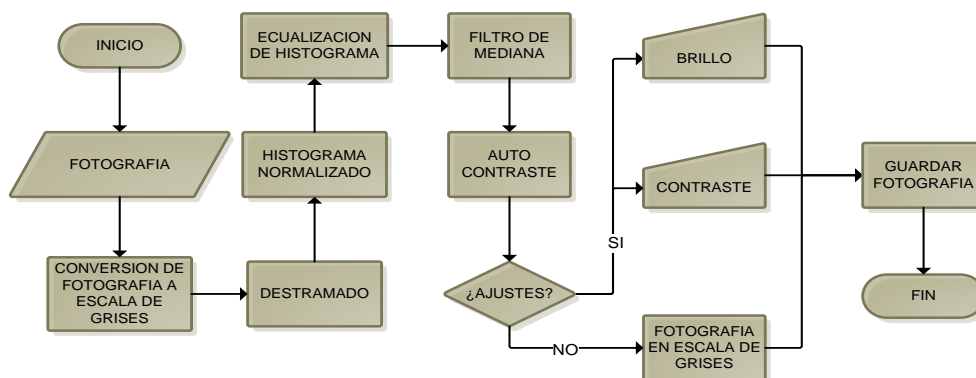 INICIO
FOTOGRAFIA
CONVERSION DE
FOTOGRAFIA A
ESCALA DE
GRISES
DESTRAMADO
HISTOGRAMA
NORMALIZADO
ECUALIZACION
DE HISTOGRAMA
FILTRO DE
MEDIANA
AUTO
CONTRASTE
¿AJUSTES?
SI
BRILLO
CONTRASTE
NO
FOTOGRAFIA
EN ESCALA DE
GRISES
GUARDAR
FOTOGRAFIA
FIN